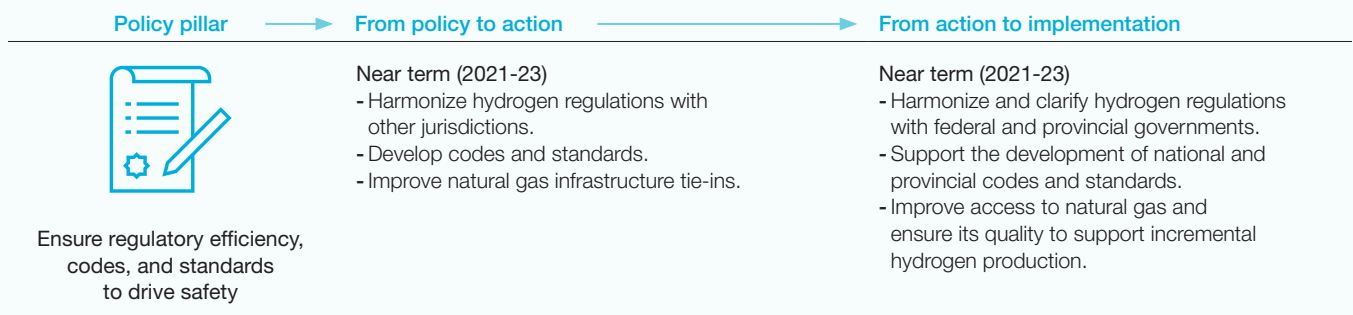 Policy pillar
From policy to action
From action to implementation
Ensure regulatory efficiency,
codes, and standards
to drive safety
Near term (2021-23)
- Harmonize hydrogen regulations with
other jurisdictions.
- Develop codes and standards.
- Improve natural gas infrastructure tie-ins.
Near term (2021-23)
- Harmonize and clarify hydrogen regulations
with federal and provincial governments.
- Support the development of national and
provincial codes and standards.
- Improve access to natural gas and
ensure its quality to support incremental
hydrogen production.